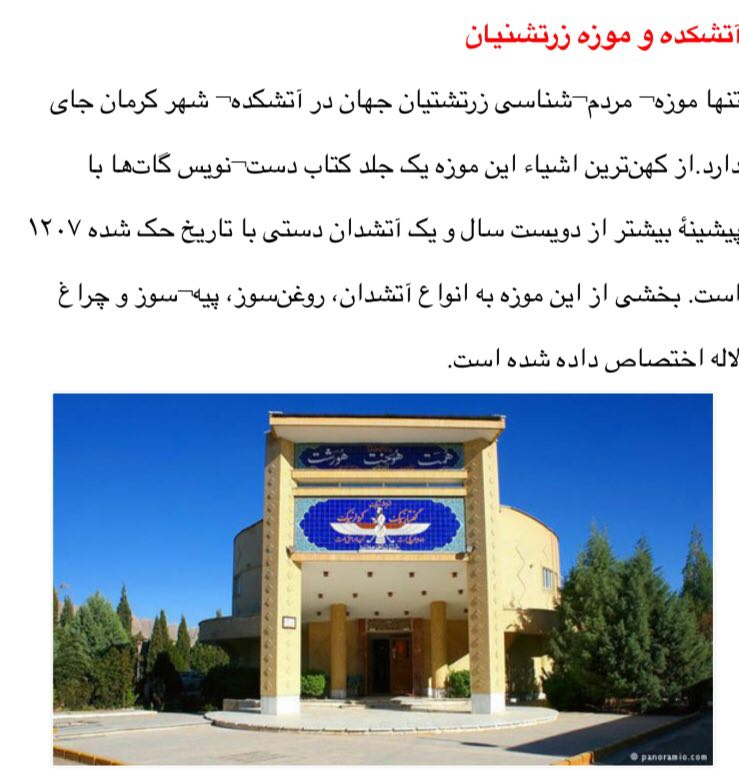 آتشکده و موزه زرتشنیان
تنها موزه¬ مردم¬شناسی زرتشتیان جهان در آتشکده¬ شهر کرمان جای
دارد.از کهن‌ترین اشیاء این موزه یک جلد کتاب دست¬نویس گات‌ها با
پیشینهٔ بیشتر از دویست سال و یک آتشدان دستی با تاریخ حک شده ۱۲۰۷
است. بخشی از این موزه به انواع آتشدان، روغن‌سوز، پیه¬سوز و چراغ
لاله اختصاص داده شده است.
همت هوخت هورشت
© panoramio.com